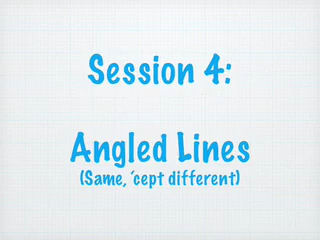 Session 4:
Angled Lines
(Same, ‘cept different)